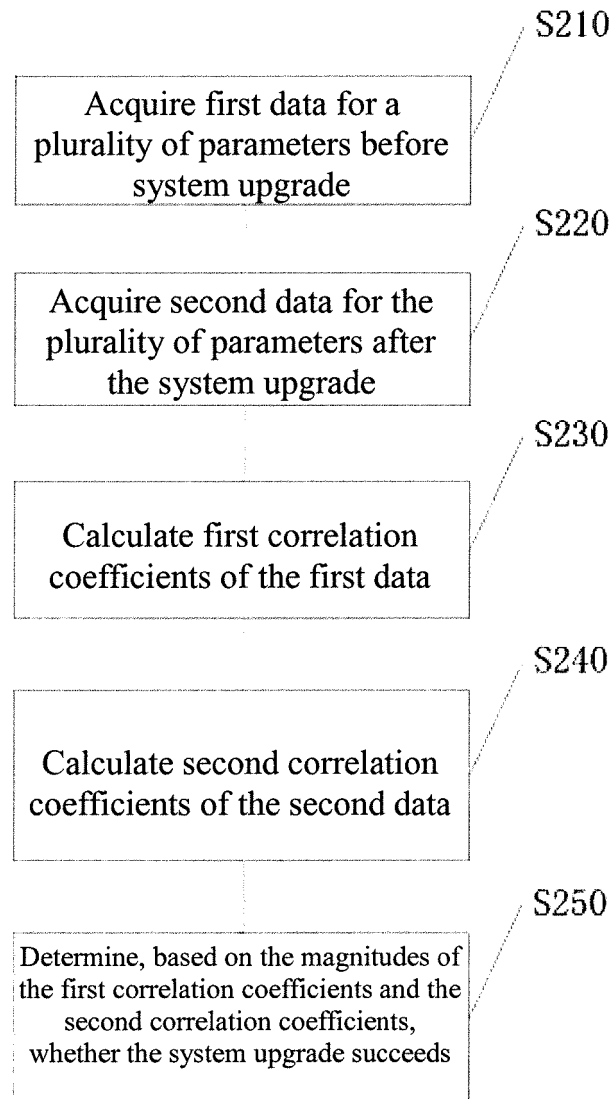 S210
Acquire first data for a
plurality of parameters before
system upgrade
S220
Acquire second data for the
plurality of parameters after
the system upgrade
S230
Calculate first correlation
coefficients of the first data
S240
Calculate second correlation
coefficients of the second data
S250
Determine, based on the magnitudes of
the first correlation coefficients and the
second correlation coefficients,
whether the system upgrade succeeds